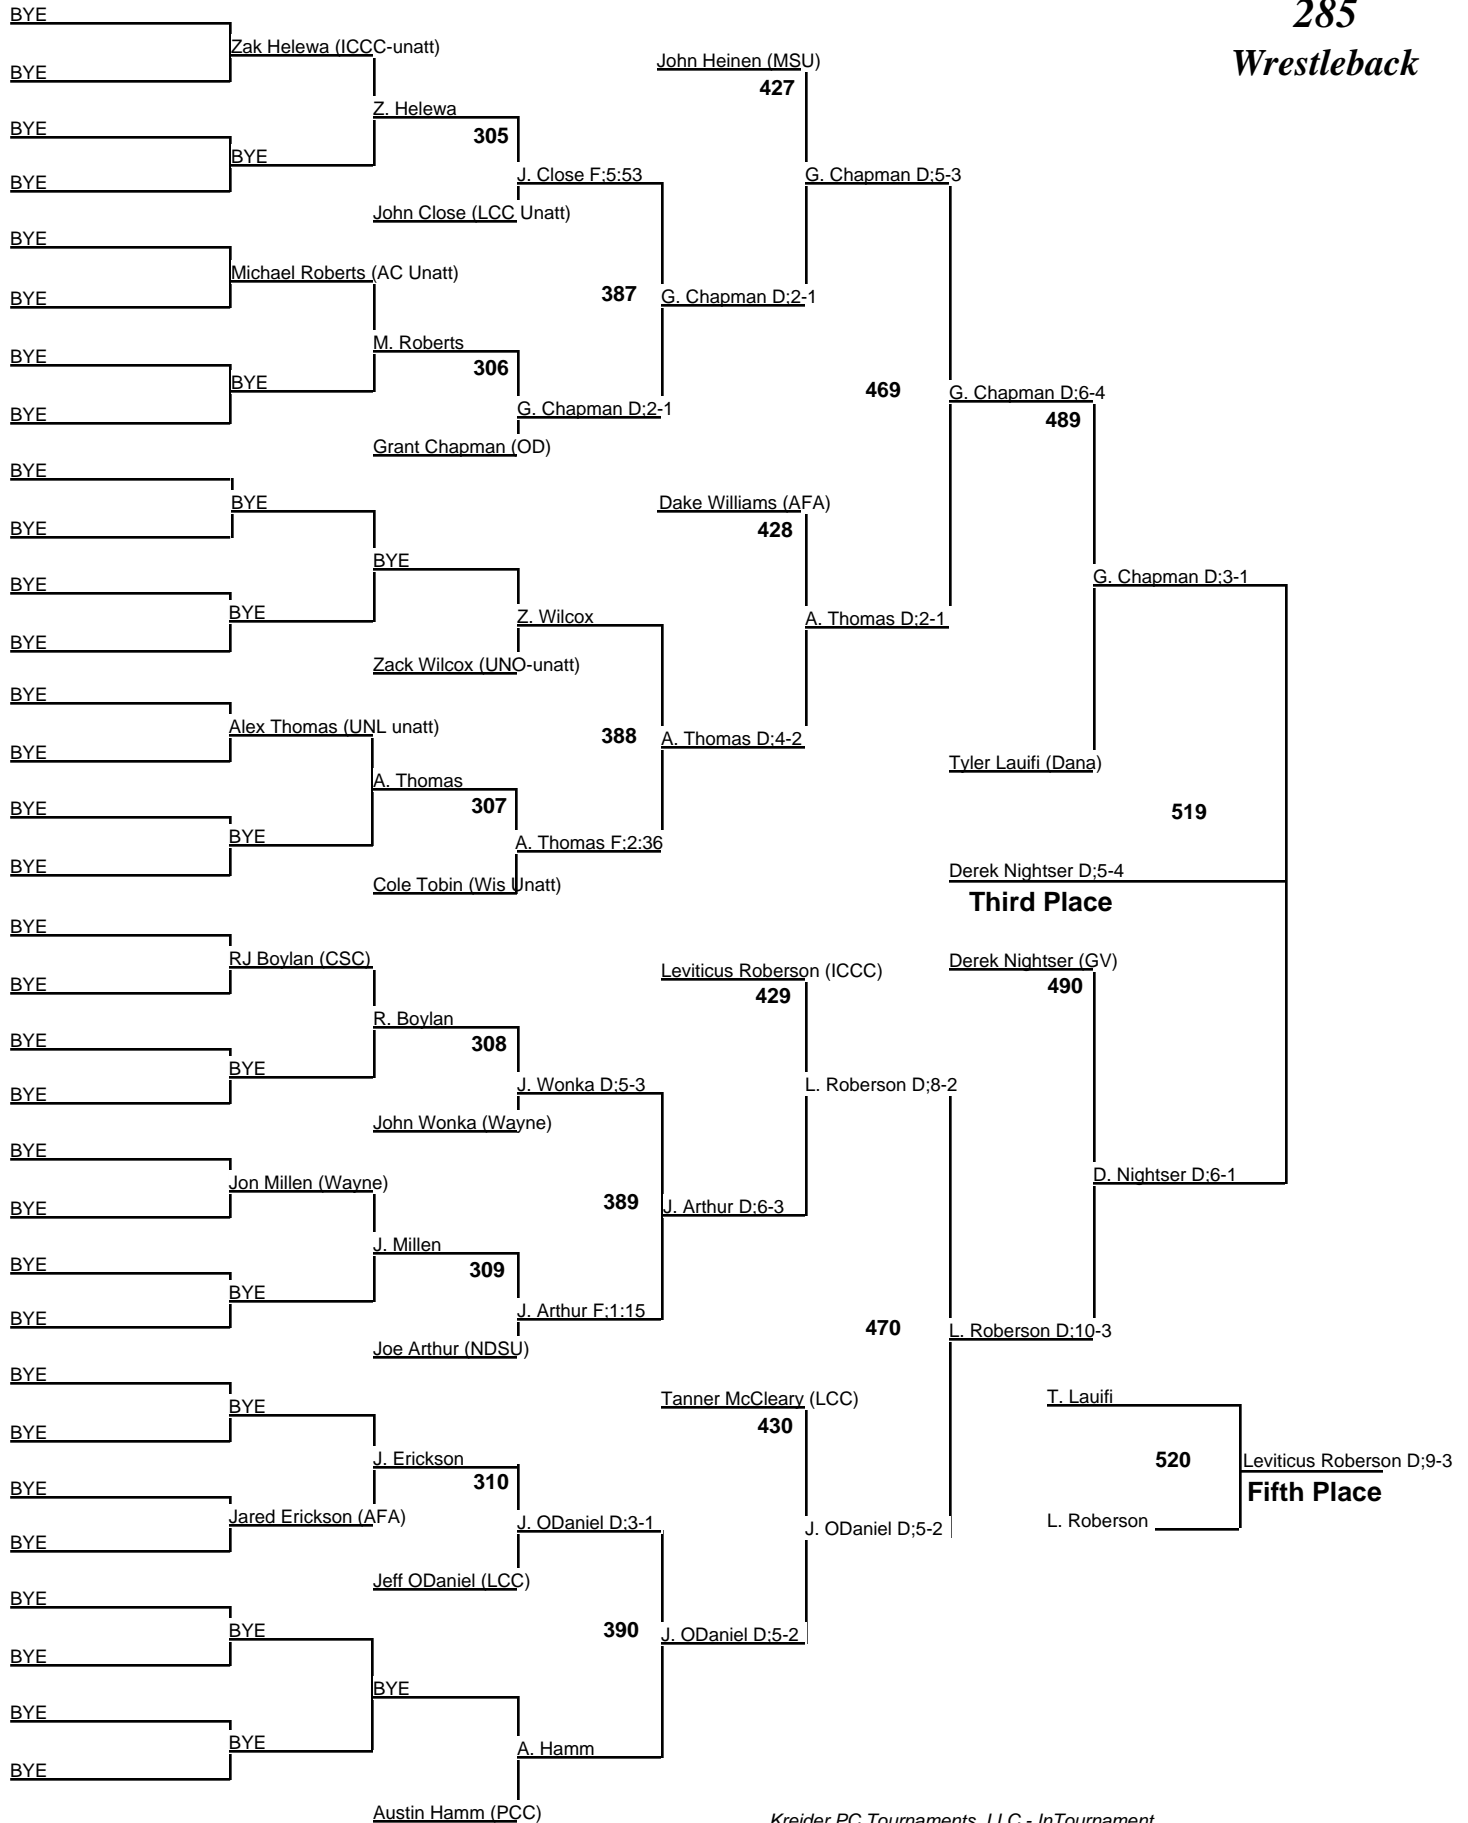 285
Wrestleback
BYE
Zak Helewa (ICCC-unatt)
BYE
John Heinen (MSU)
427
Z. Helewa
305
BYE
BYE
BYE
J. Close F;5:53
G. Chapman D;5-3
John Close (LCC Unatt)
BYE
Michael Roberts (AC Unatt)
BYE
387
G. Chapman D;2-1
M. Roberts
306
BYE
BYE
BYE
G. Chapman D;2-1
469
G. Chapman D;6-4
489
Grant Chapman (OD)
BYE
BYE
BYE
Dake Williams (AFA)
428
BYE
BYE
BYE
BYE
Z. Wilcox
A. Thomas D;2-1
G. Chapman D;3-1
Zack Wilcox (UNO-unatt)
BYE
Alex Thomas (UNL unatt)
BYE
388
A. Thomas D;4-2
Tyler Lauifi (Dana)
A. Thomas
307
BYE
BYE
BYE
A. Thomas F;2:36
519
Cole Tobin (Wis Unatt)
Derek Nightser D;5-4
Third Place
BYE
RJ Boylan (CSC)
BYE
Leviticus Roberson (ICCC)
429
Derek Nightser (GV)
490
R. Boylan
308
BYE
BYE
BYE
J. Wonka D;5-3
L. Roberson D;8-2
John Wonka (Wayne)
BYE
Jon Millen (Wayne)
BYE
389
J. Arthur D;6-3
D. Nightser D;6-1
J. Millen
309
BYE
BYE
BYE
J. Arthur F;1:15
470
L. Roberson D;10-3
Joe Arthur (NDSU)
BYE
BYE
BYE
Tanner McCleary (LCC)
430
T. Lauifi
J. Erickson
310
520
Leviticus Roberson D;9-3
Fifth Place
BYE
Jared Erickson (AFA)
BYE
J. ODaniel D;3-1
J. ODaniel D;5-2
L. Roberson
Jeff ODaniel (LCC)
BYE
BYE
BYE
390
J. ODaniel D;5-2
BYE
BYE
BYE
BYE
A. Hamm
Austin Hamm (PCC)
Kreider PC Tournaments, LLC - InTournament